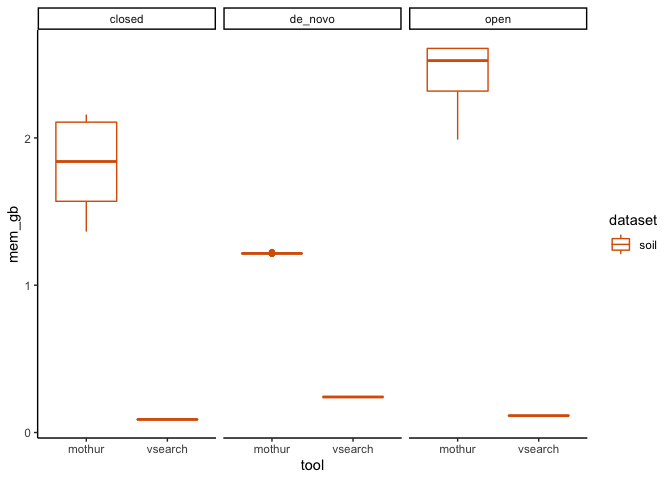 closed de_novo open
mem_gb
2
1
0
mothur vsearch mothur vsearch mothur vsearch
tool
dataset
soil